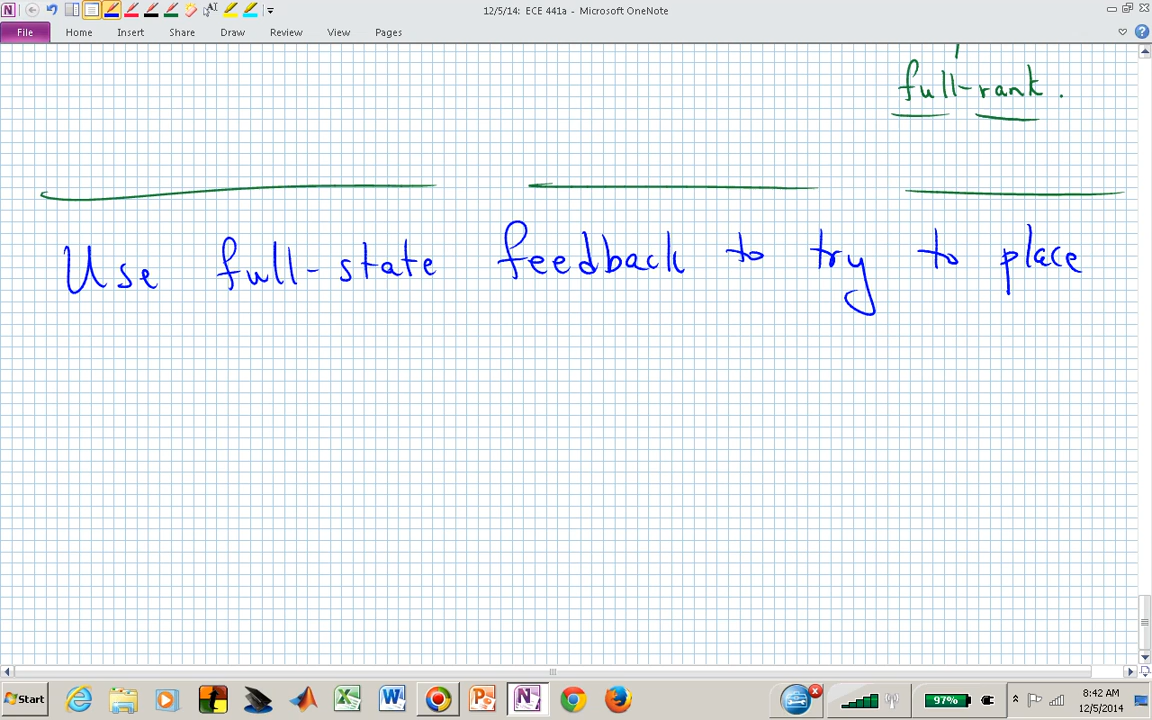 12/5/14: ECE 441a - Microsoft OneNote
File Home Insert Share Draw Review View Pages
full-rank.
Use full-state feedback to try to place
Start
97%
8:42 AM
12/5/2014